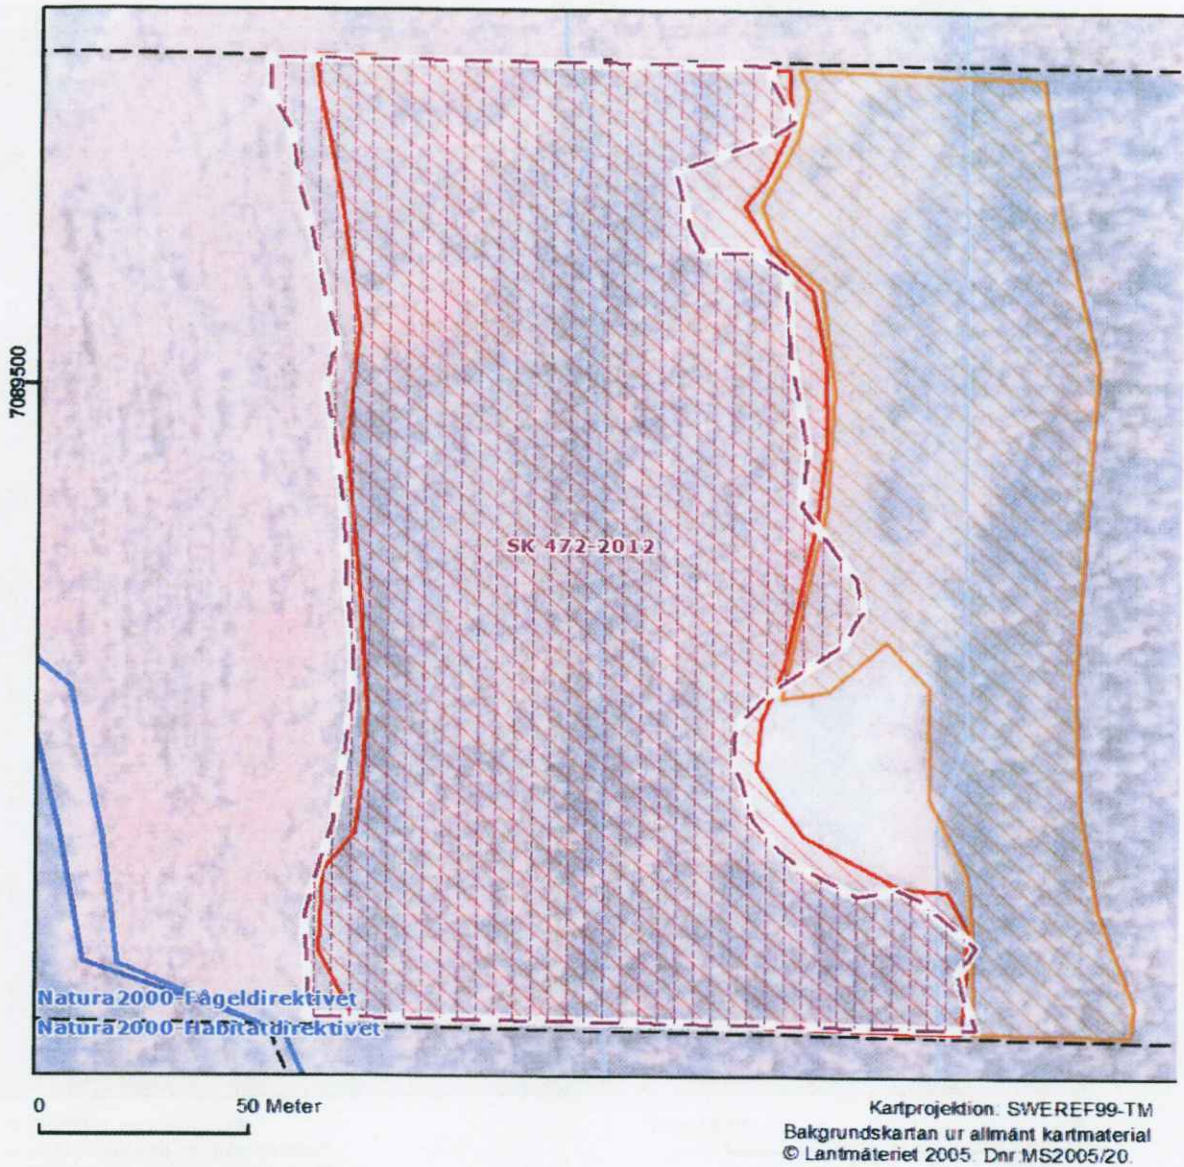 7089500
SK 472-2012
Natura2000-Fågeldirektivet
Natura2000-Habitatdirektivet
0 50 Meter
Kartprojektion: SWEREF99-TM
Bakgrundskartan ur allmänt kartmaterial
© Lantmäteriet 2005. Dnr:MS2005/20.